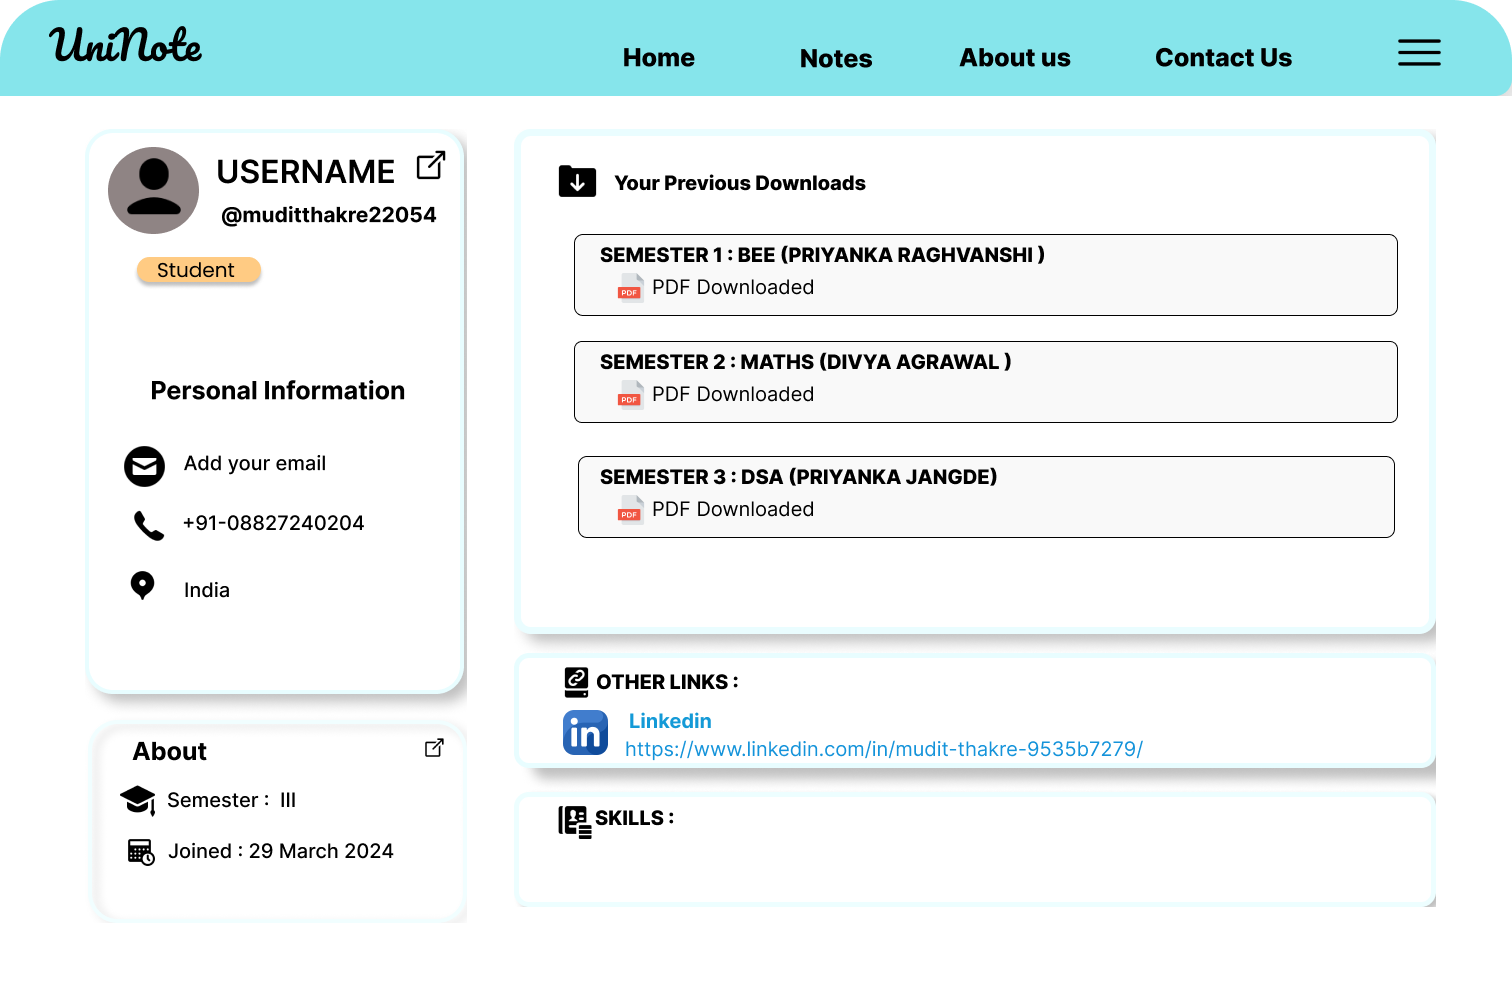 UniNote
Home Notes About us Contact Us
USERNAME
@muditthakre22054
Student
Personal Information
Add your email
+91-08827240204
India
About
Semester : III
Joined : 29 March 2024
Your Previous Downloads
SEMESTER 1 : BEE (PRIYANKA RAGHVANSHI )
PDF PDF Downloaded
SEMESTER 2 : MATHS (DIVYA AGRAWAL )
PDF PDF Downloaded
SEMESTER 3 : DSA (PRIYANKA JANGDE)
PDF PDF Downloaded
OTHER LINKS :
in Linkedin
https://www.linkedin.com/in/mudit-thakre-9535b7279/
SKILLS :